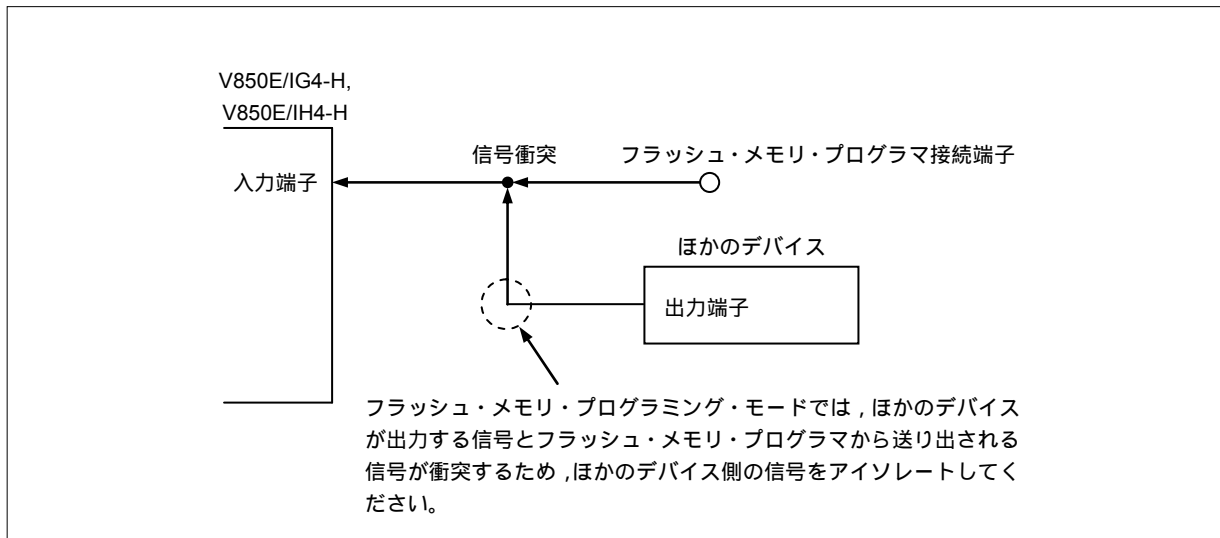 V850E/IG4-H,
V850E/IH4-H
信号衝突
フラッシュ・メモリ・プログラマ接続端子
入力端子
ほかのデバイス
出力端子
フラッシュ・メモリ・プログラミング・モードでは，ほかのデバイス
が出力する信号とフラッシュ・メモリ・プログラマから送り出される
信号が衝突するため，ほかのデバイス側の信号をアイソレートしてく
ださい。